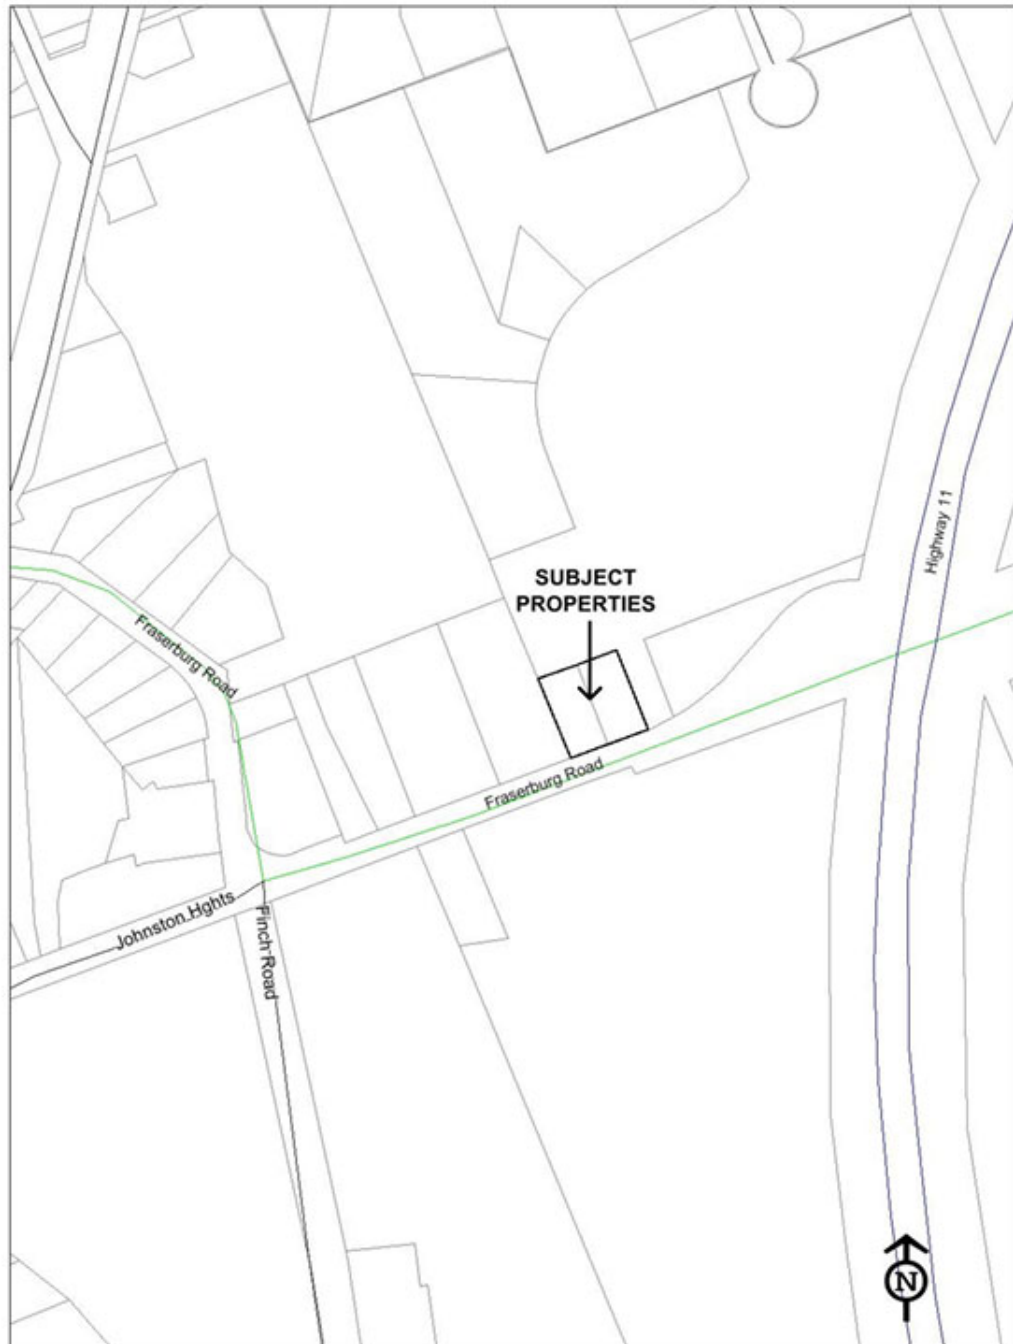 Highway 11
SUBJECT
PROPERTIES
Fraserburg Road
Fraserburg Road
Johnston Hghts
Finch Road
N